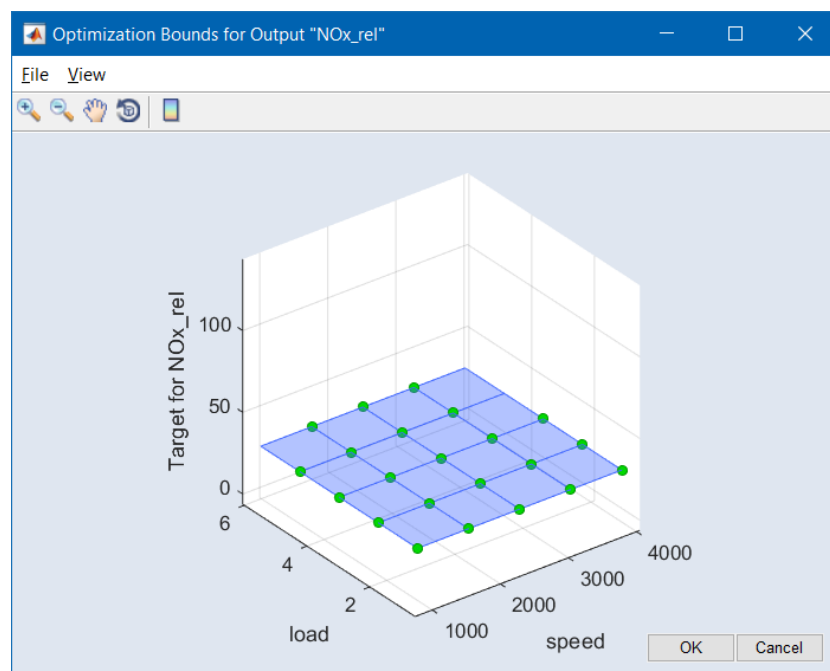 Optimization Bounds for Output "NOx_rel"
File View
Target for NOx_rel
100
50
0
6
4
2
load
1000
2000
3000
4000
speed
OK Cancel